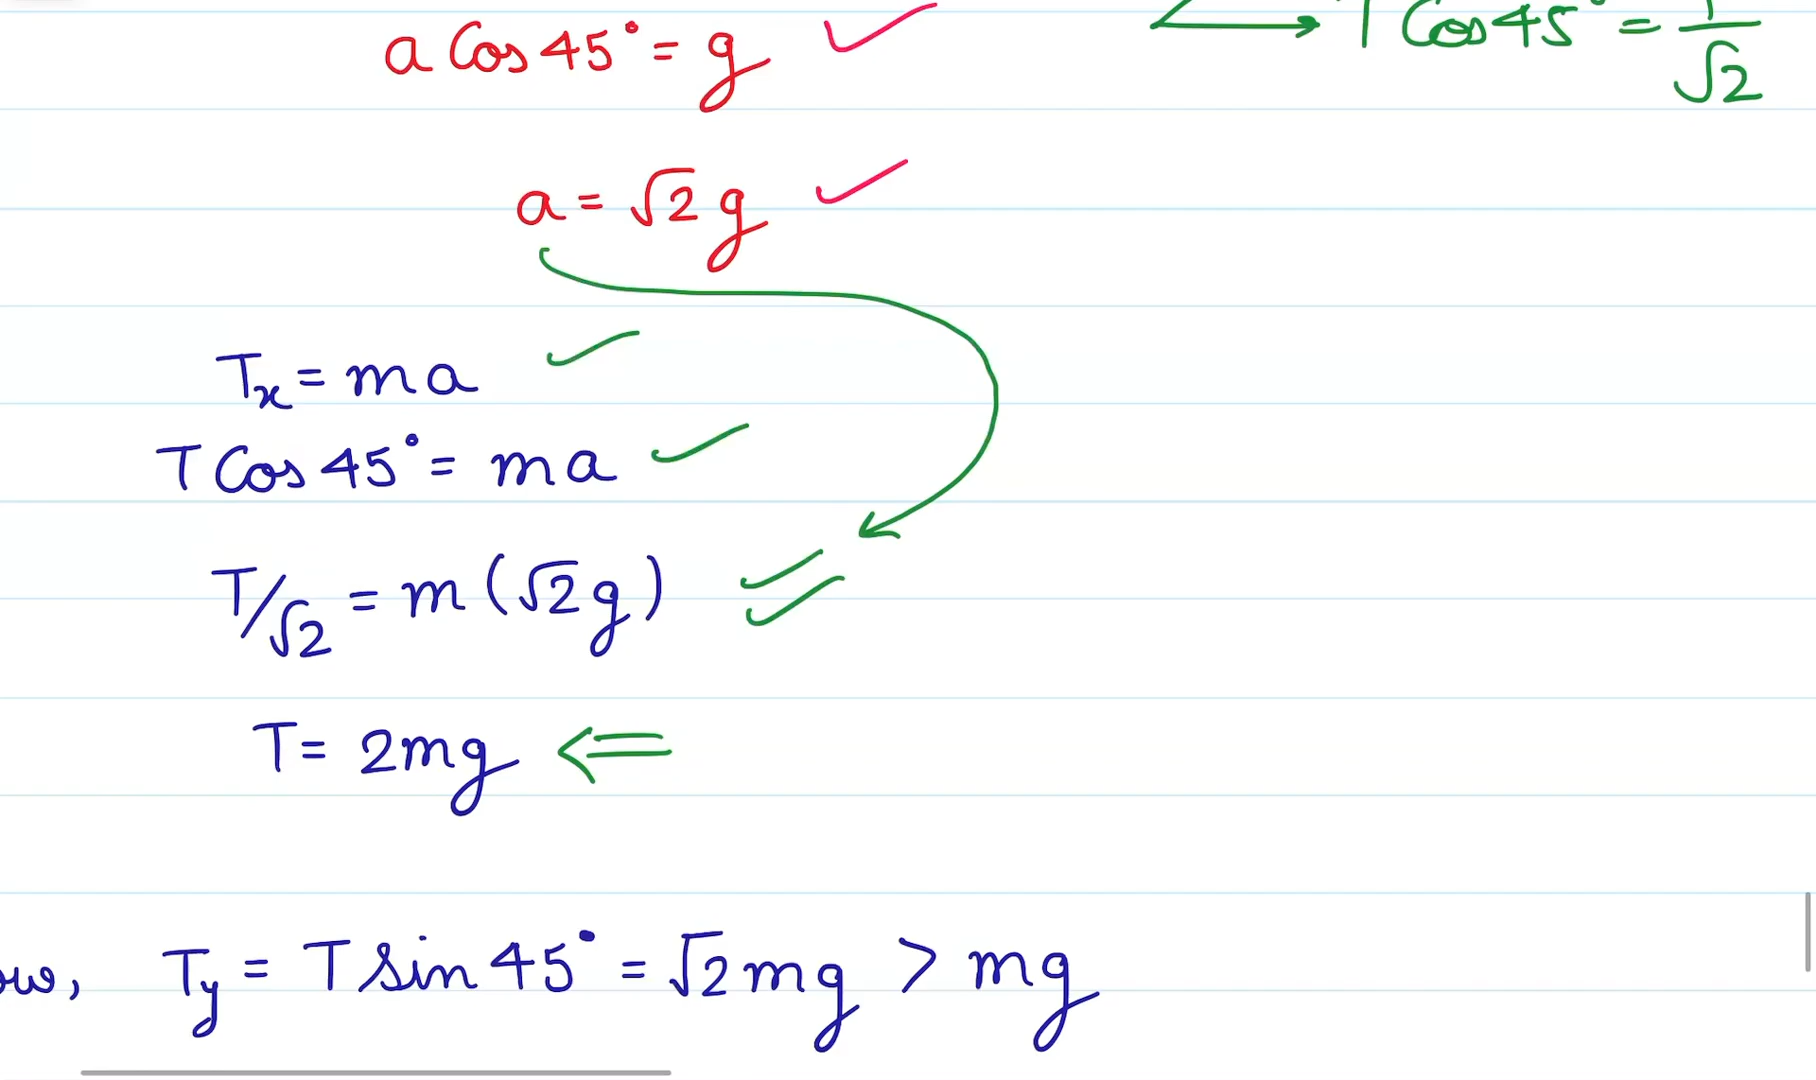 a Cos 45° = g
T Cos 45° = 1/√2
a = √2 g
Tx = ma
T Cos 45° = ma
T/√2 = m(√2 g)
T = 2mg
Ty = T sin 45° = √2 mg > mg